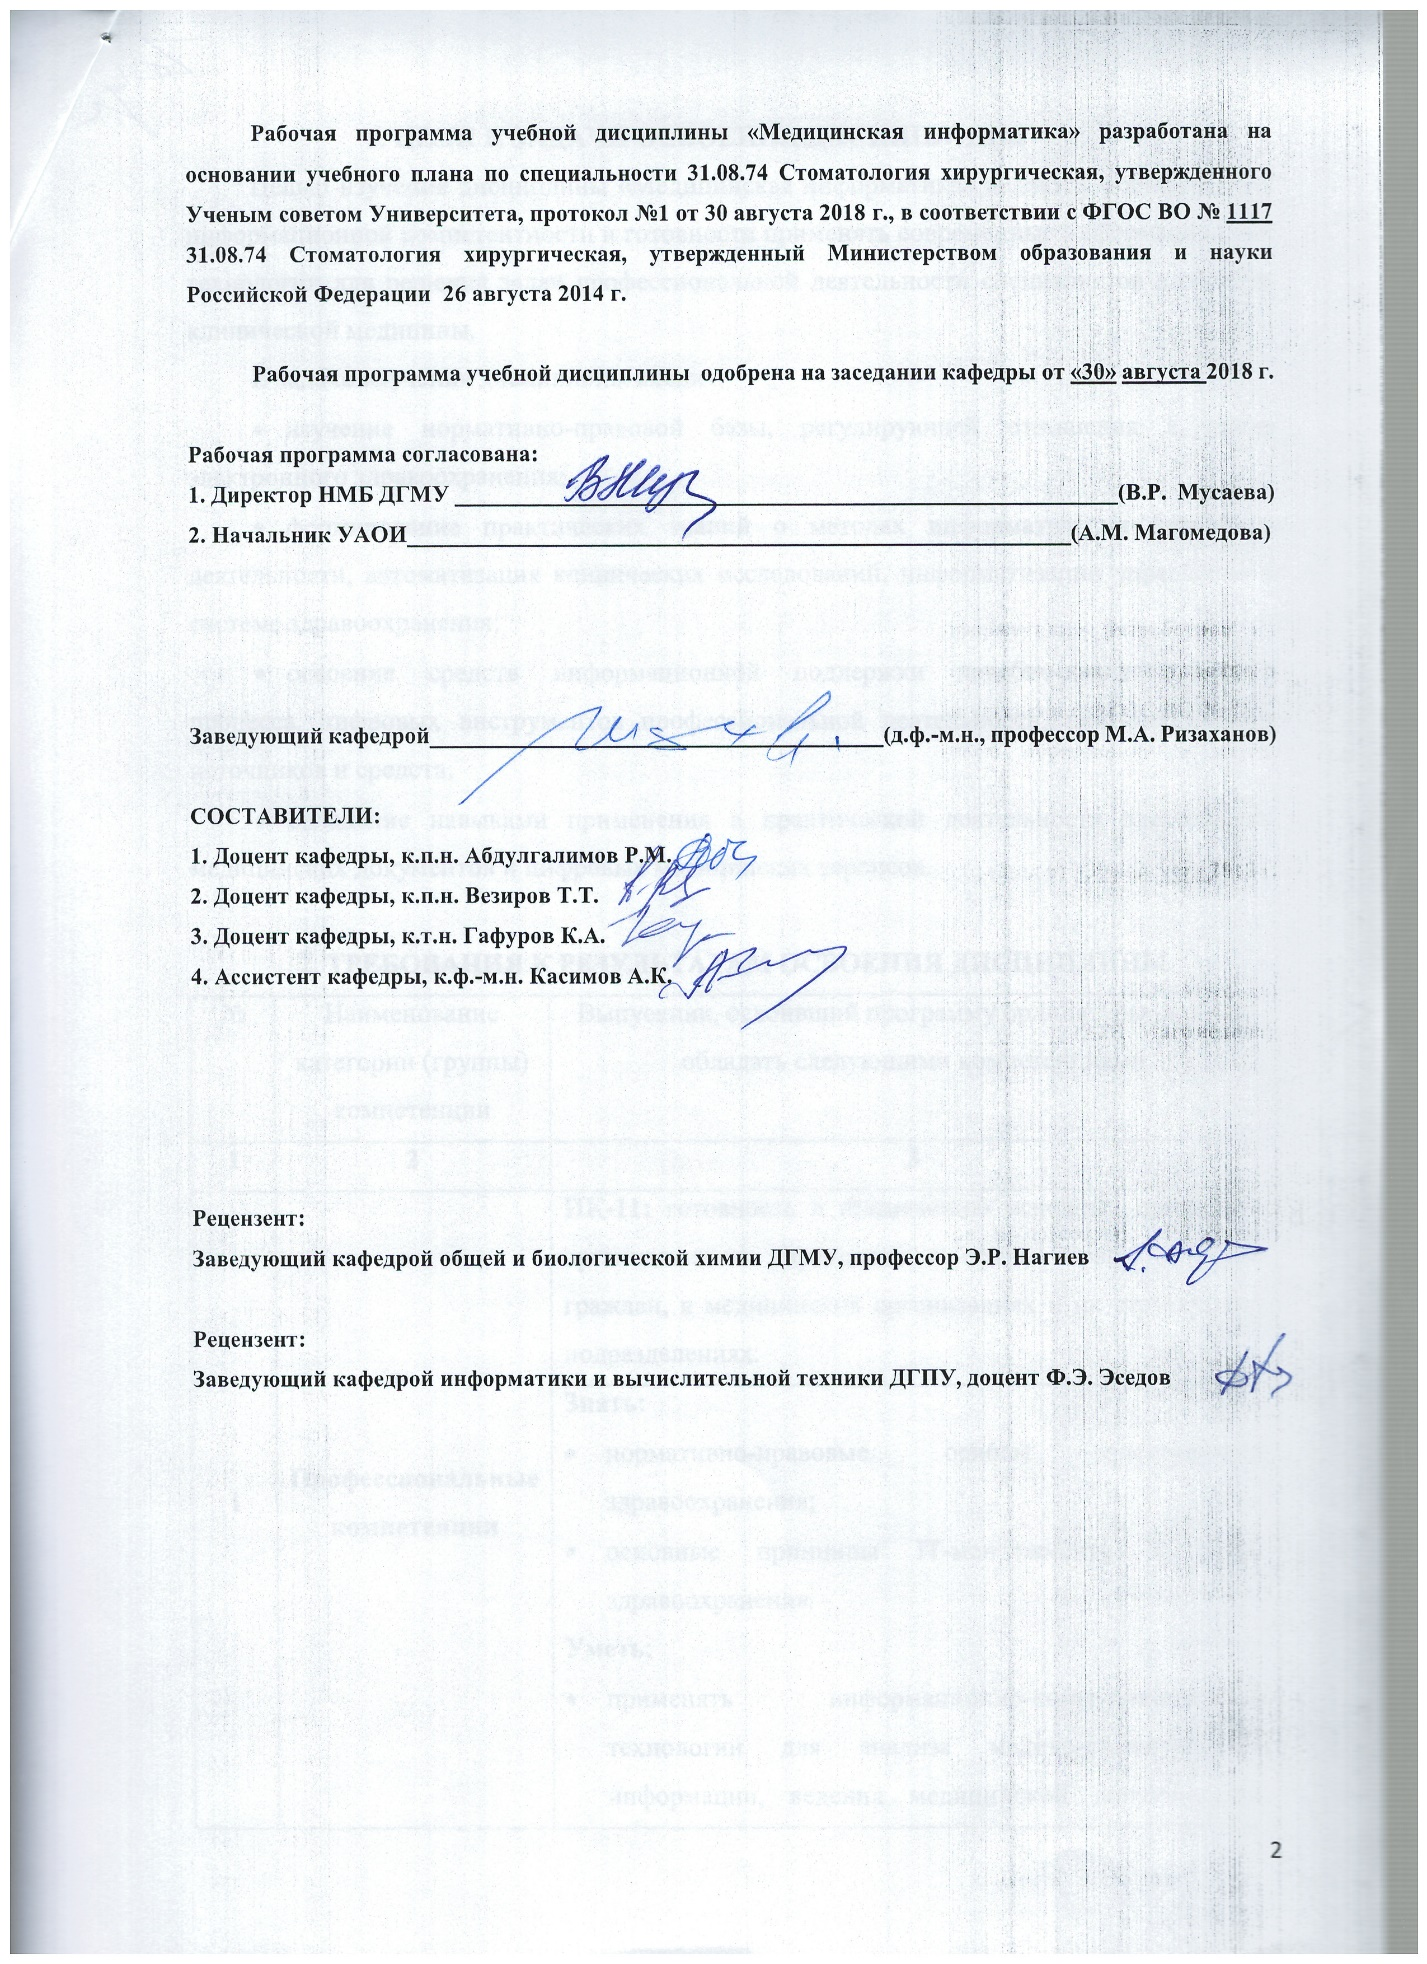 Рабочая программа учебной дисциплины «Медицинская информатика» разработана на
основании учебного плана по специальности 31.08.74 Стоматология хирургическая, утвержденного
Ученым советом Университета, протокол №1 от 30 августа 2018 г., в соответствии с ФГОС ВО № 1117
31.08.74 Стоматология хирургическая, утвержденный Министерством образования и науки
Российской Федерации 26 августа 2014 г.
Рабочая программа учебной дисциплины одобрена на заседании кафедры от «30» августа 2018 г.
Рабочая программа согласована:
1. Директор НМБ ДГМУ (В.Р. Мусаева)
2. Начальник УАОИ (А.М. Магомедова)
Заведующий кафедрой (д.ф.-м.н., профессор М.А. Ризаханов)
СОСТАВИТЕЛИ:
1. Доцент кафедры, к.п.н. Абдулгалимов Р.М.
2. Доцент кафедры, к.п.н. Везиров Т.Т.
3. Доцент кафедры, к.т.н. Гафуров К.А.
4. Ассистент кафедры, к.ф.-м.н. Касимов А.К.
Рецензент:
Заведующий кафедрой общей и биологической химии ДГМУ, профессор Э.Р. Нагиев
Рецензент:
Заведующий кафедрой информатики и вычислительной техники ДГПУ, доцент Ф.Э. Эседов
2